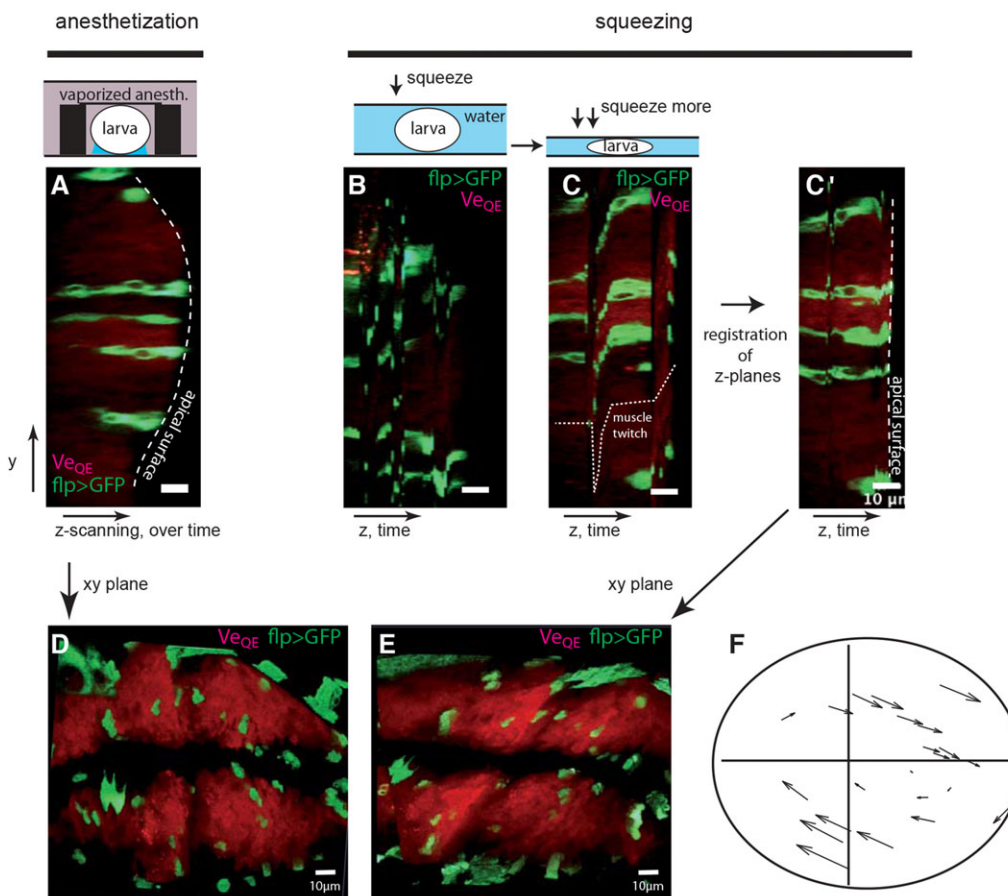 anesthetization
squeezing
vaporized anesth.
larva
squeeze
larva
water
squeeze more
larva
A
y
VeQE
flp>GFP
apical surface
z-scanning, over time
B
flp>GFP
VeQE
z, time
C
flp>GFP
VeQE
muscle
twitch
z, time
registration
of
z-planes
C'
apical surface
10 µm
z, time
xy plane
xy plane
D
VeQE flp>GFP
10µm
E
VeQE flp>GFP
10µm
F